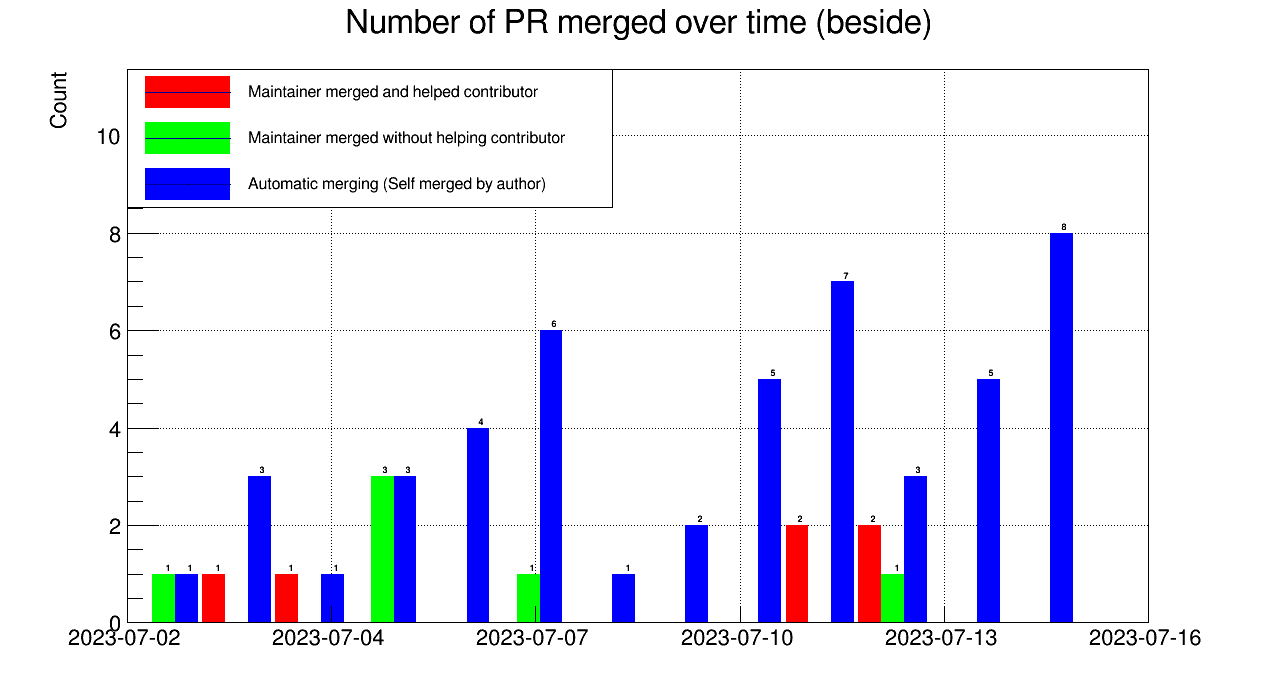 Number of PR merged over time (beside)
Count
Maintainer merged and helped contributor
Maintainer merged without helping contributor
Automatic merging (Self merged by author)
10
8
6
4
2
0
1 1 1 3 1 1 3 3 4 1 6 1 2 5 2 7 2 1 3 5 8
2023-07-02 2023-07-04 2023-07-07 2023-07-10 2023-07-13 2023-07-16